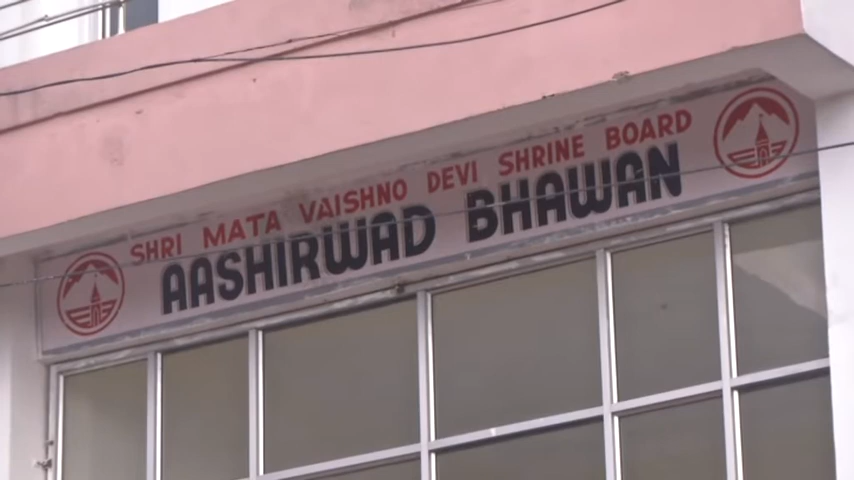 SHRI MATA VAISHNO DEVI SHRINE BOARD
AASHIRWAD BHAWAN